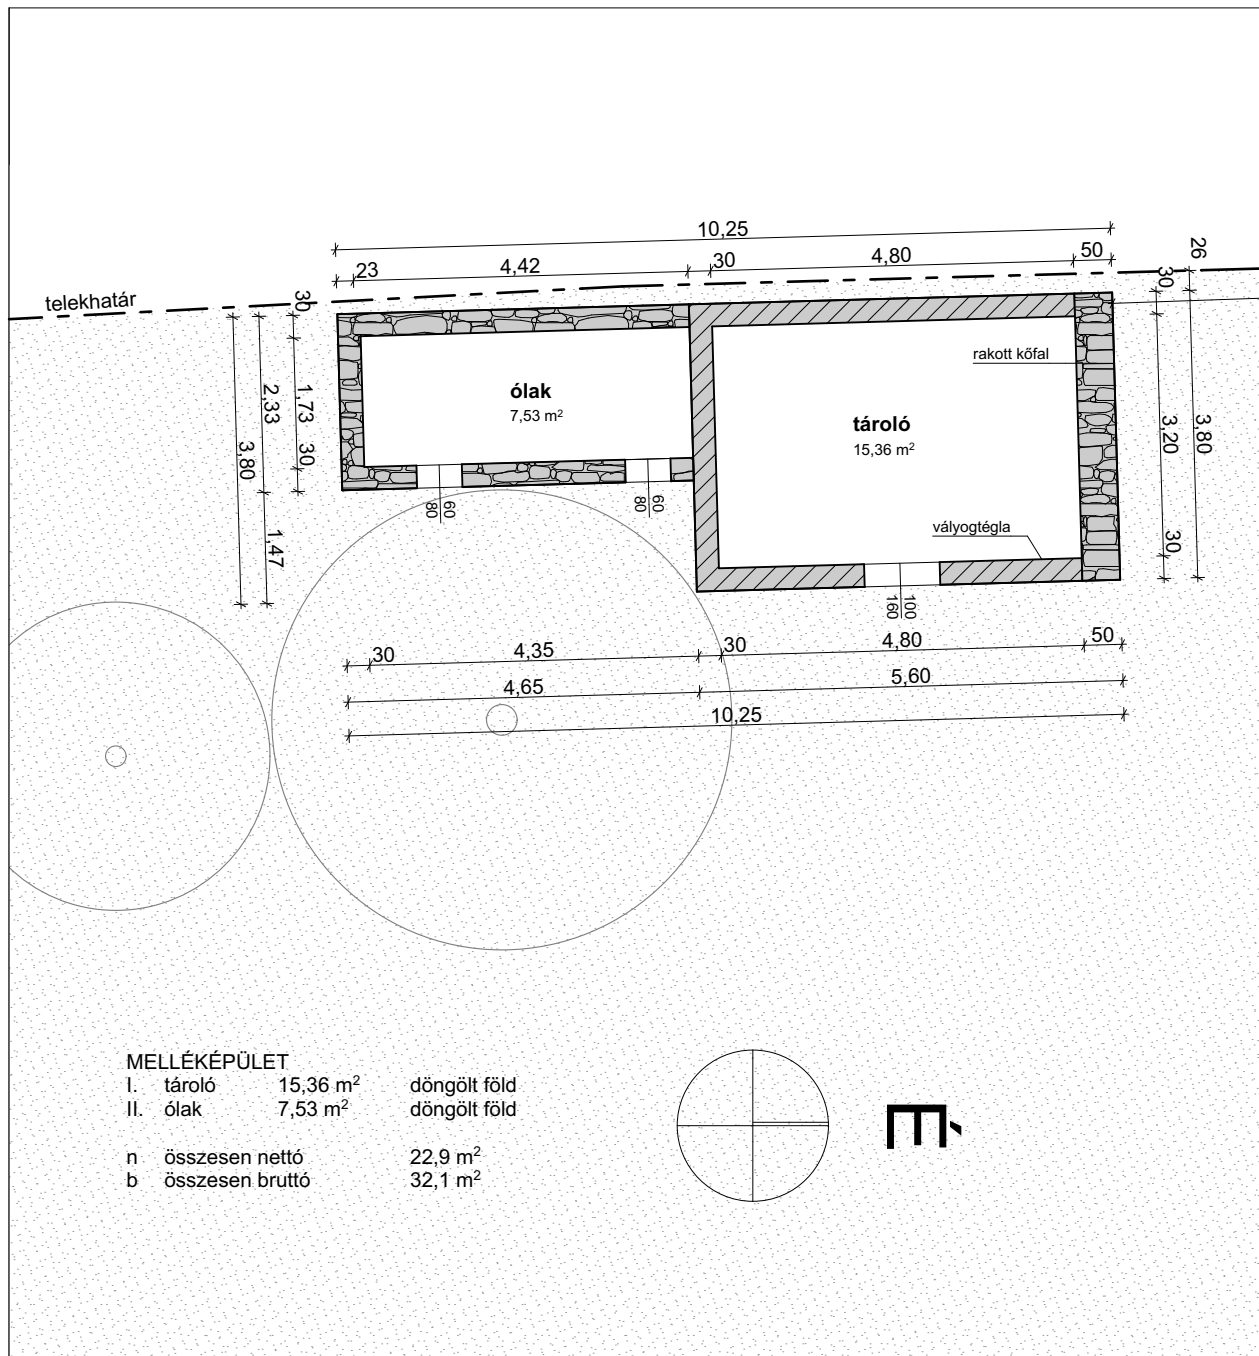 10,25
23
4,42
30
4,80
50
26
telekhatár
30
30
ólak
7,53 m²
rakott kőfal
tároló
15,36 m²
1,73
2,33
3,80
30
3,20
3,80
1,47
60
80
60
80
vályogtégla
30
100
160
30
4,35
30
4,80
50
4,65
5,60
10,25
MELLÉKÉPÜLET
I. tároló 15,36 m² döngölt föld
II. ólak 7,53 m² döngölt föld
n összesen nettó 22,9 m²
b összesen bruttó 32,1 m²
É